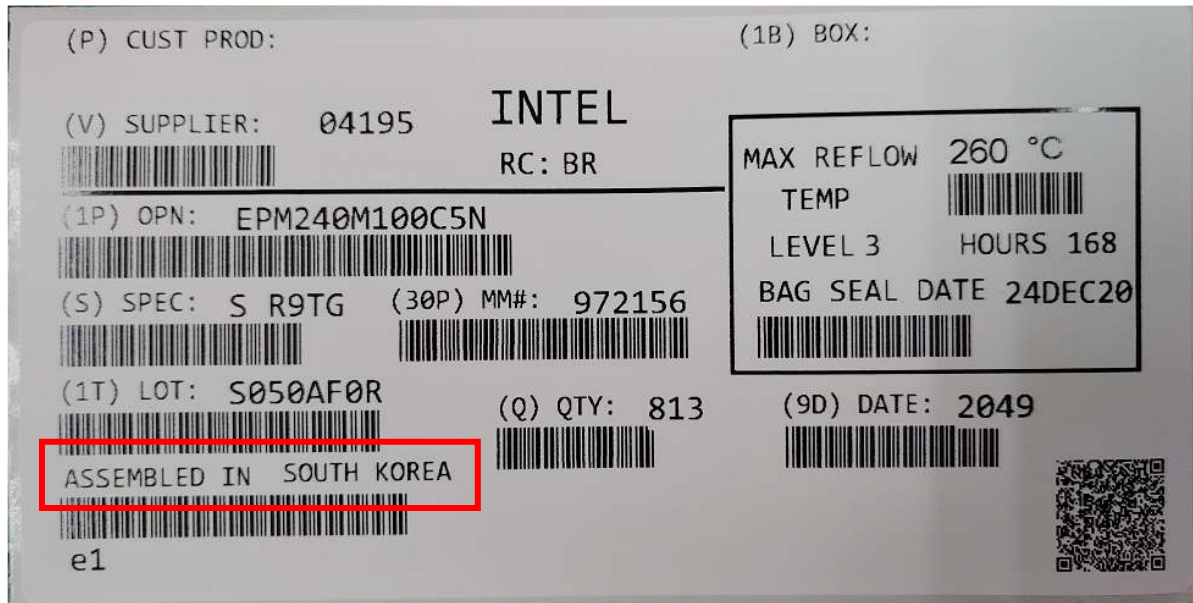 (P) CUST PROD:
(1B) BOX:
INTEL
(V) SUPPLIER: 04195
RC: BR
MAX REFLOW 260 °C
TEMP
LEVEL 3 HOURS 168
BAG SEAL DATE 24DEC20
(1P) OPN: EPM240M100C5N
(S) SPEC: S R9TG
(30P) MM#: 972156
(1T) LOT: S050AF0R
(Q) QTY: 813
(9D) DATE: 2049
ASSEMBLED IN SOUTH KOREA
e1